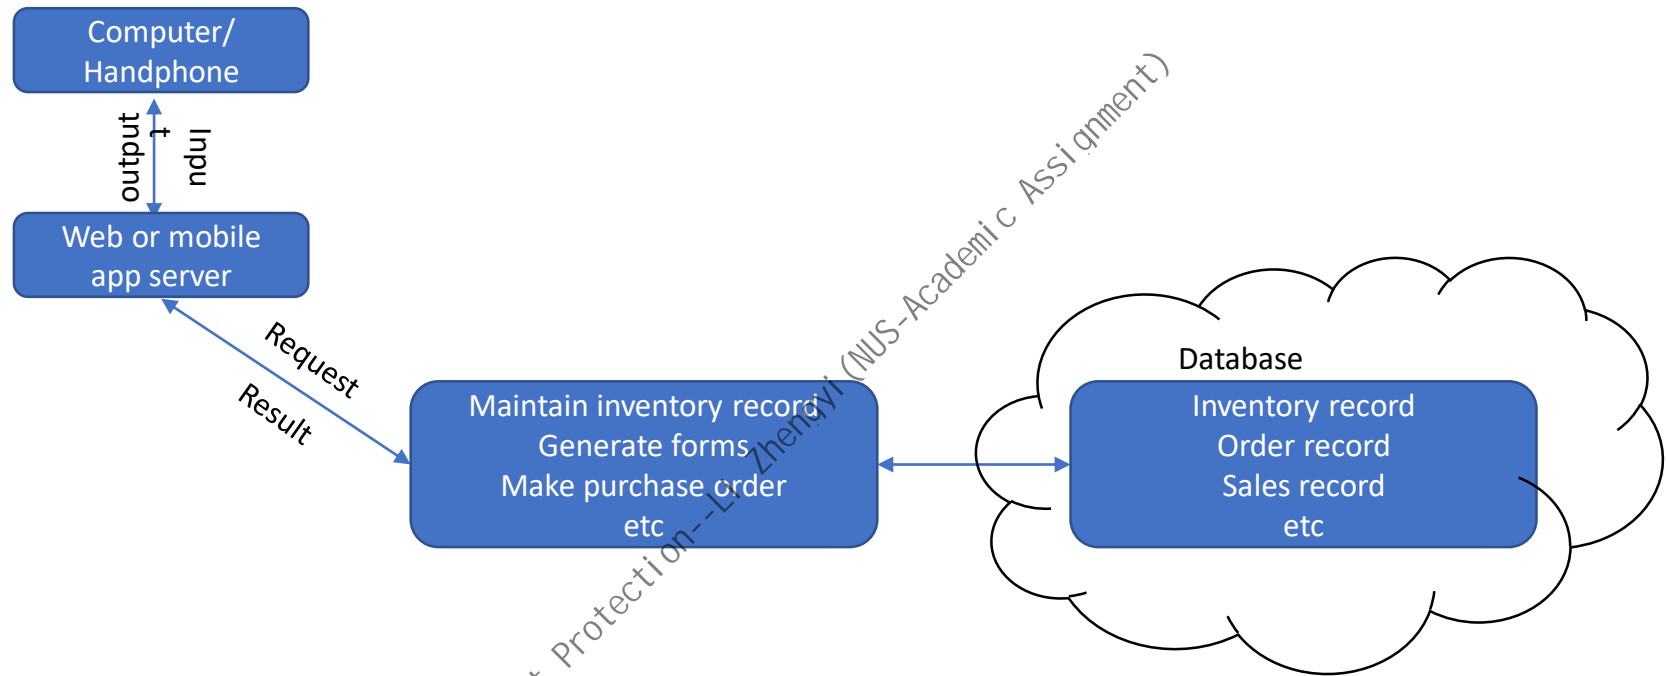 Computer/
Handphone
output
Input
Web or mobile
app server
Request
Result
Maintain inventory record
Generate forms
Make purchase order
etc
Database
Inventory record
Order record
Sales record
etc
Protection--LI Zhengyi(NUS-Academic Assignment)